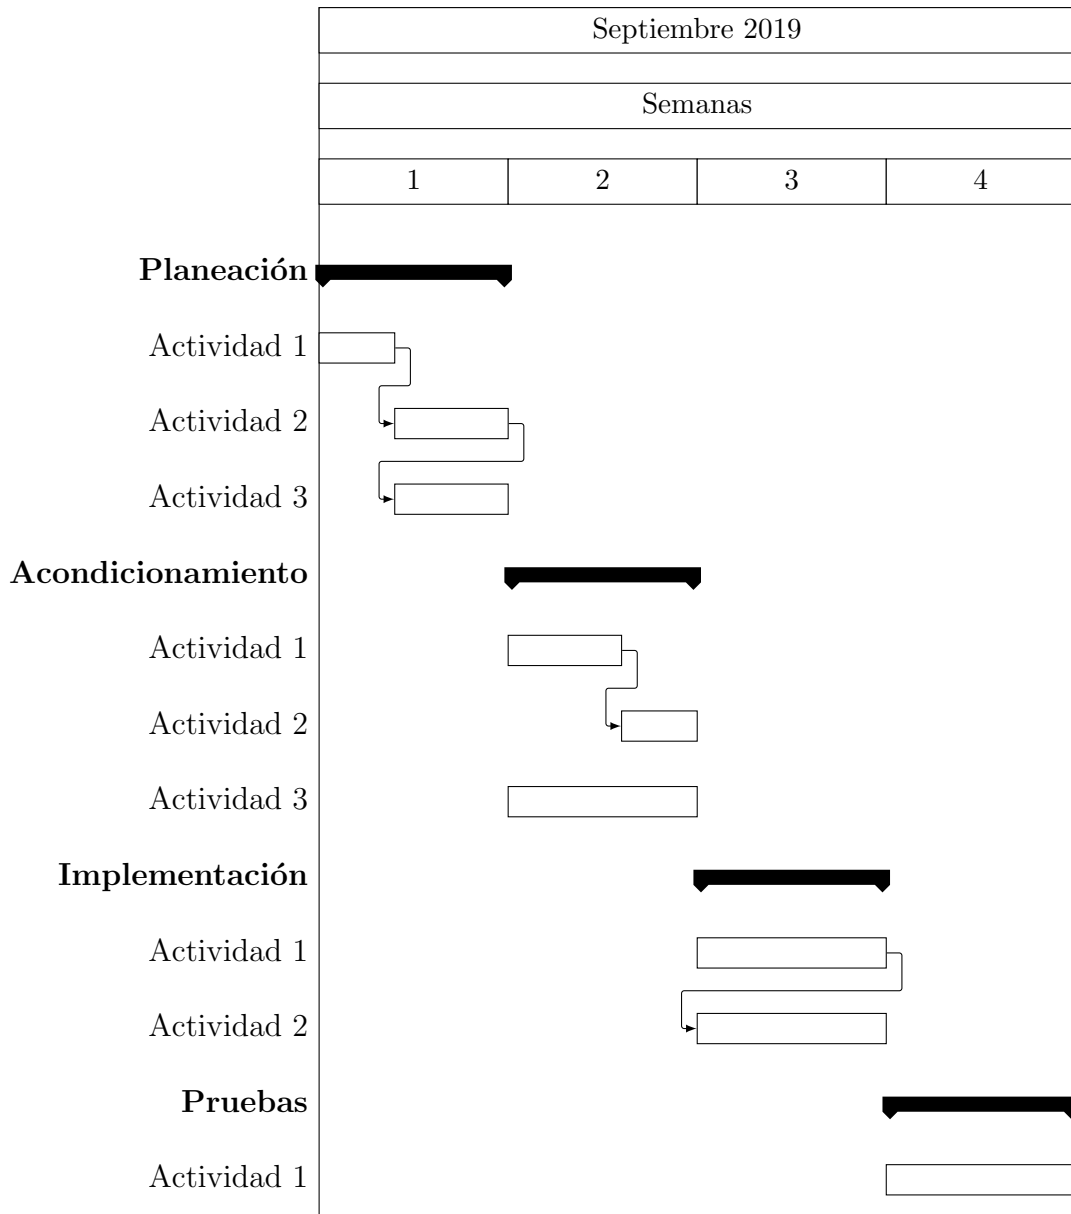 Septiembre 2019
Semanas
1 2 3 4
Planeación
Actividad 1
Actividad 2
Actividad 3
Acondicionamiento
Actividad 1
Actividad 2
Actividad 3
Implementación
Actividad 1
Actividad 2
Pruebas
Actividad 1